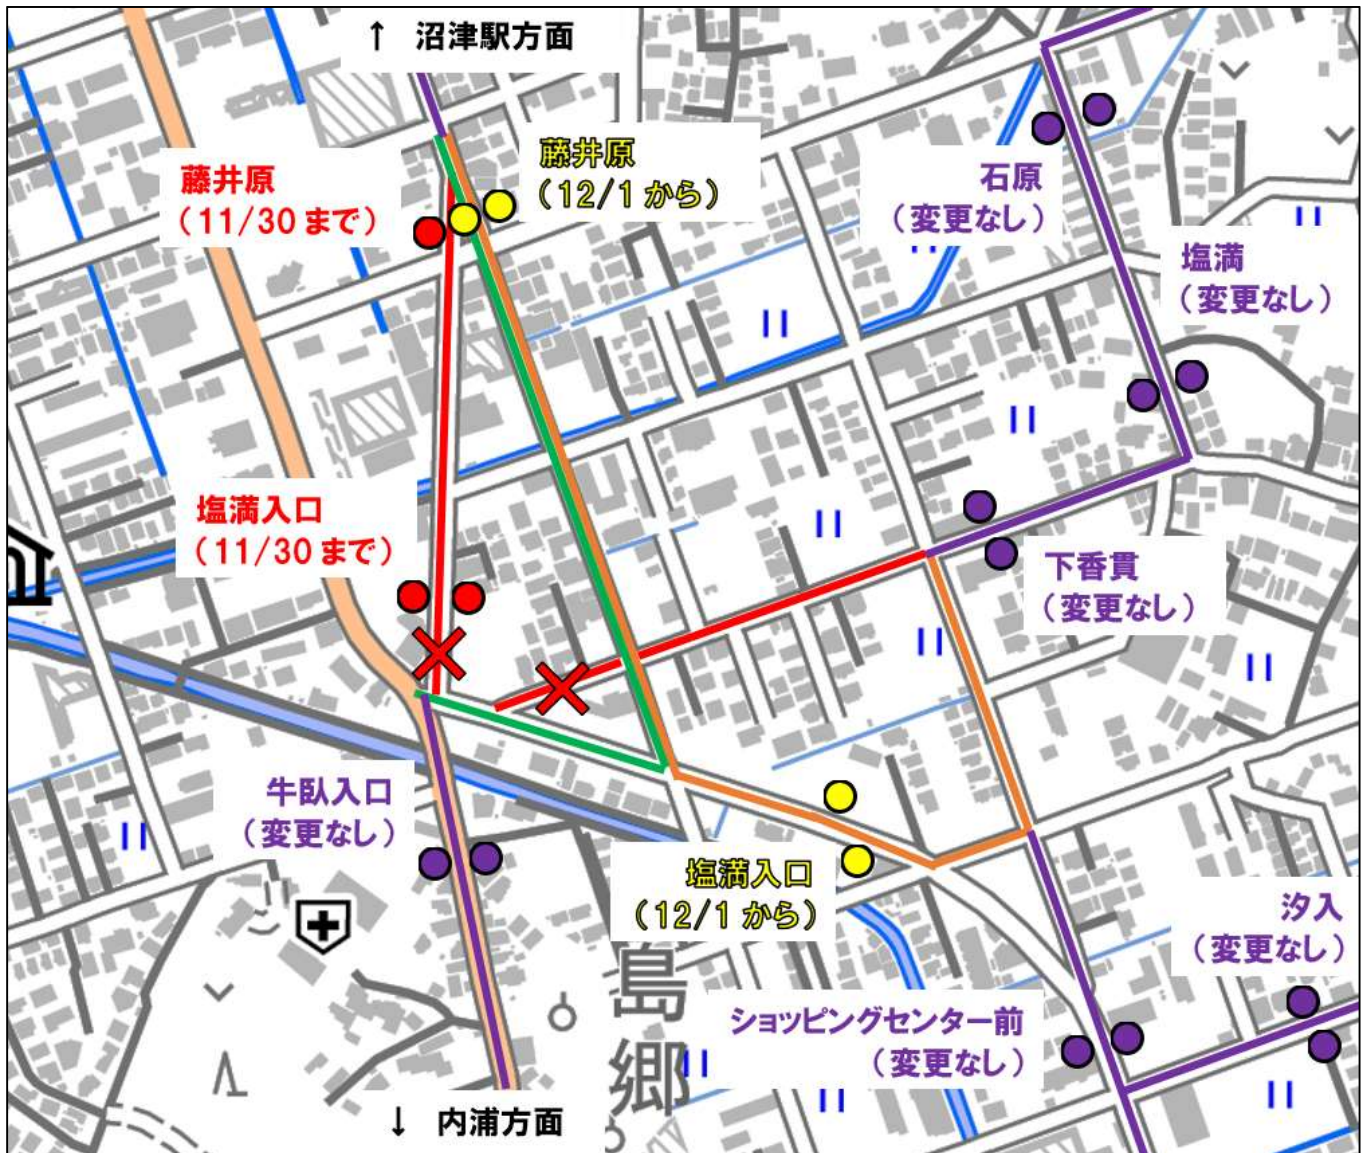 ↑ 沼津駅方面
藤井原
(11/30 まで)
藤井原
(12/1 から)
石原
(変更なし)
塩満
(変更なし)
塩満入口
(11/30 まで)
下香貫
(変更なし)
牛臥入口
(変更なし)
塩満入口
(12/1 から)
汐入
(変更なし)
島郷
ショッピングセンター前
(変更なし)
↓ 内浦方面